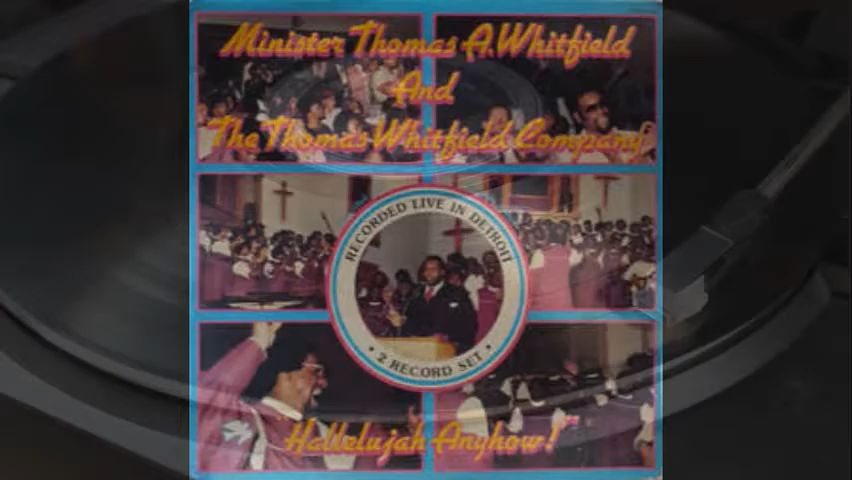 Minister Thomas A. Whitfield
And
The Thomas Whitfield Company
RECORDED LIVE IN DETROIT
• 2 RECORD SET •
Hallelujah Anyhow!